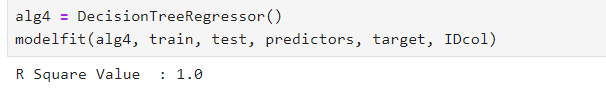 alg4 = DecisionTreeRegressor()
modelfit(alg4, train, test, predictors, target, IDcol)
R Square Value  : 1.0